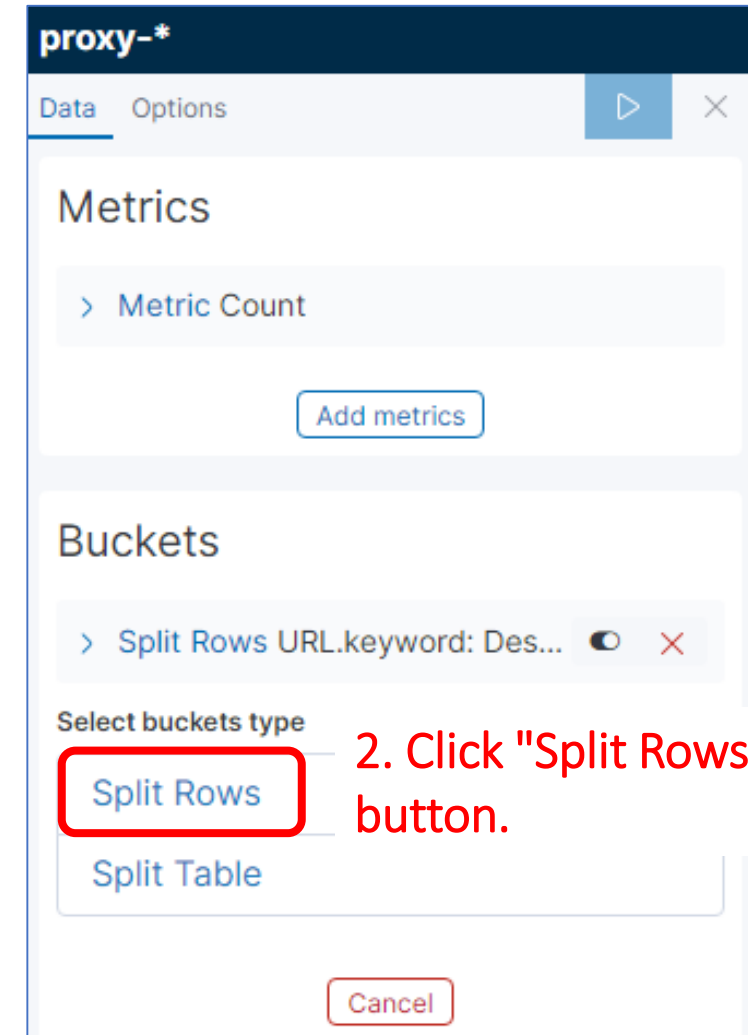 proxy-*
Data Options
Metrics
Metric Count
Add metrics
Buckets
Split Rows URL.keyword: Des...
Select buckets type
2. Click "Split Rows
Split Rows
button.
Split Table
Cancel